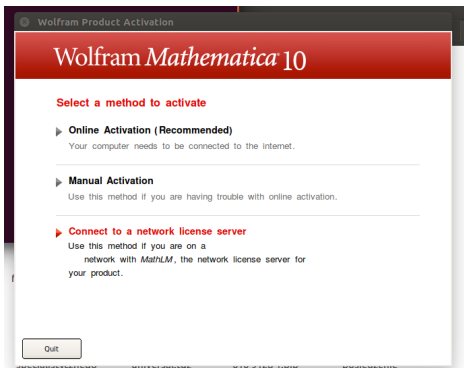 Wolfram Product Activation
Wolfram Mathematica 10
Select a method to activate
Online Activation (Recommended)
Your computer needs to be connected to the internet.
Manual Activation
Use this method if you are having trouble with online activation.
Connect to a network license server
Use this method if you are on a
network with MathLM, the network license server for
your product.
Quit